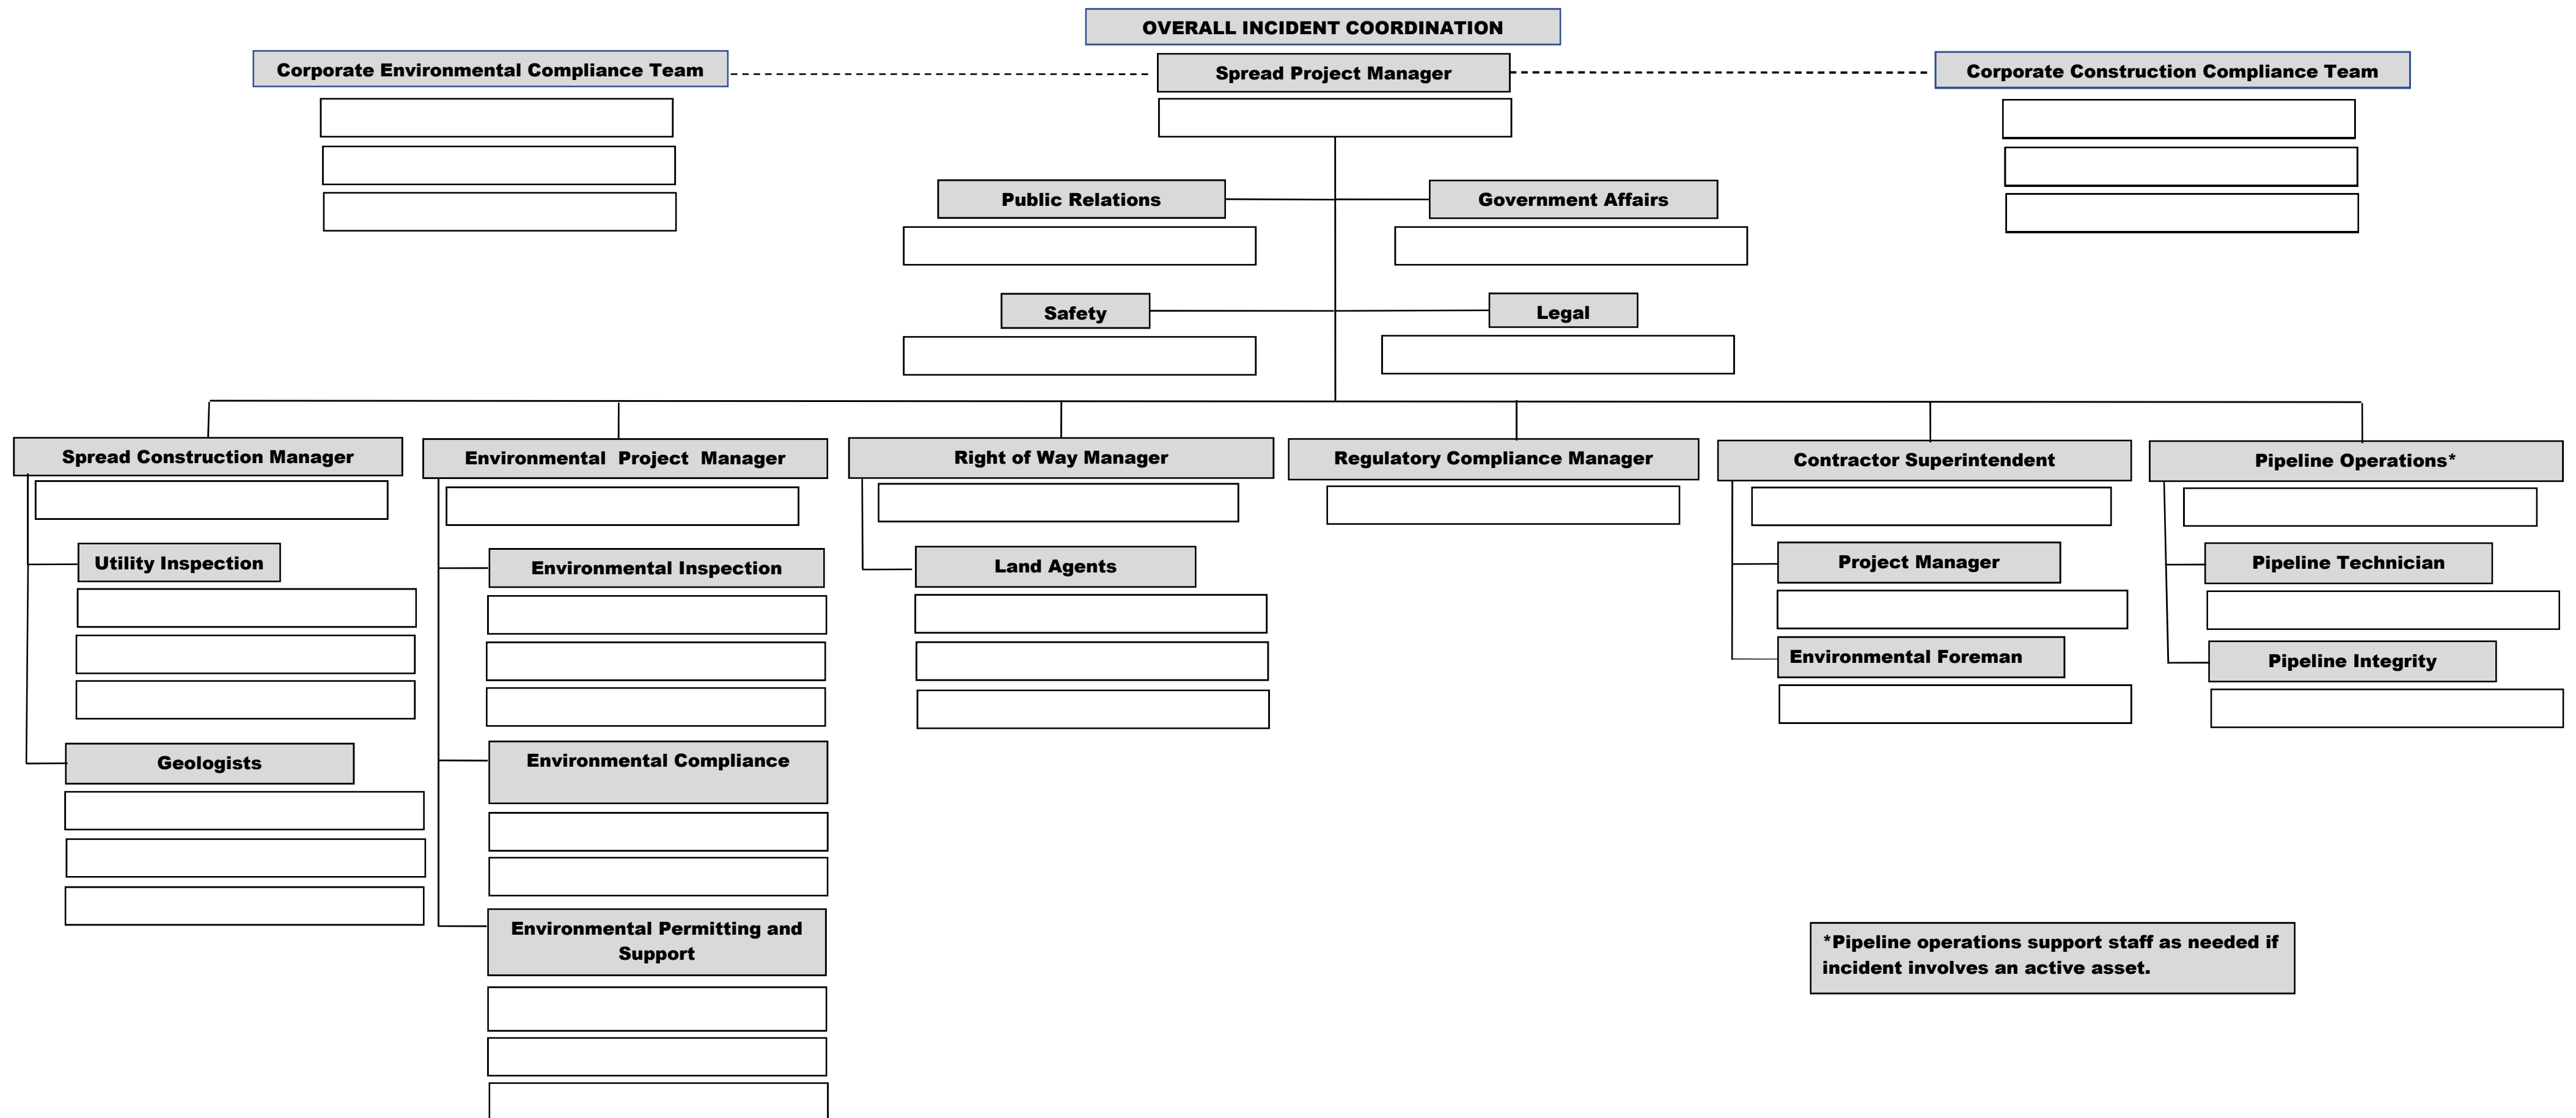 OVERALL INCIDENT COORDINATION
Corporate Environmental Compliance Team
Spread Project Manager
Corporate Construction Compliance Team
Public Relations
Government Affairs
Safety
Legal
Spread Construction Manager
Environmental Project Manager
Right of Way Manager
Regulatory Compliance Manager
Contractor Superintendent
Pipeline Operations*
Utility Inspection
Environmental Inspection
Land Agents
Project Manager
Pipeline Technician
Environmental Foreman
Pipeline Integrity
Geologists
Environmental Compliance
Environmental Permitting and
Support
*Pipeline operations support staff as needed if
incident involves an active asset.